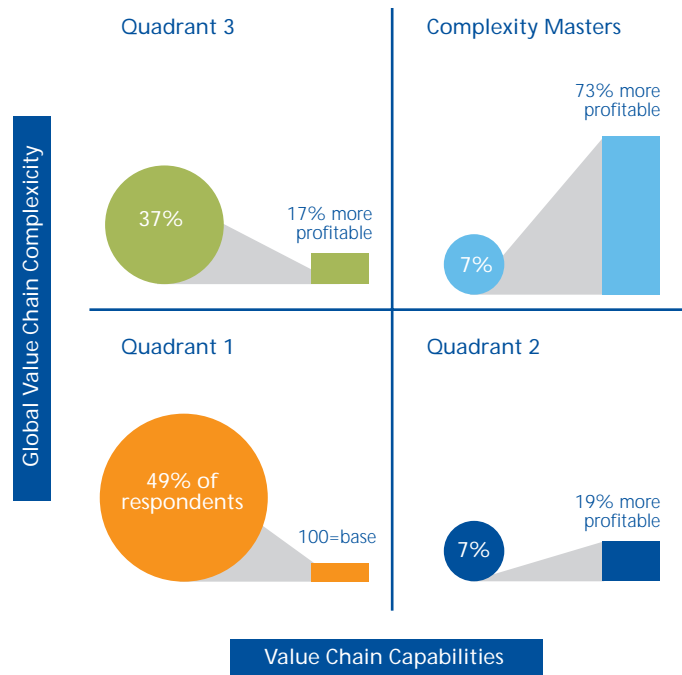 Quadrant 3
Complexity Masters
73% more
profitable
37%
17% more
profitable
7%
Global Value Chain Complexicity
Quadrant 1
Quadrant 2
49% of
respondents
100=base
19% more
profitable
7%
Value Chain Capabilities